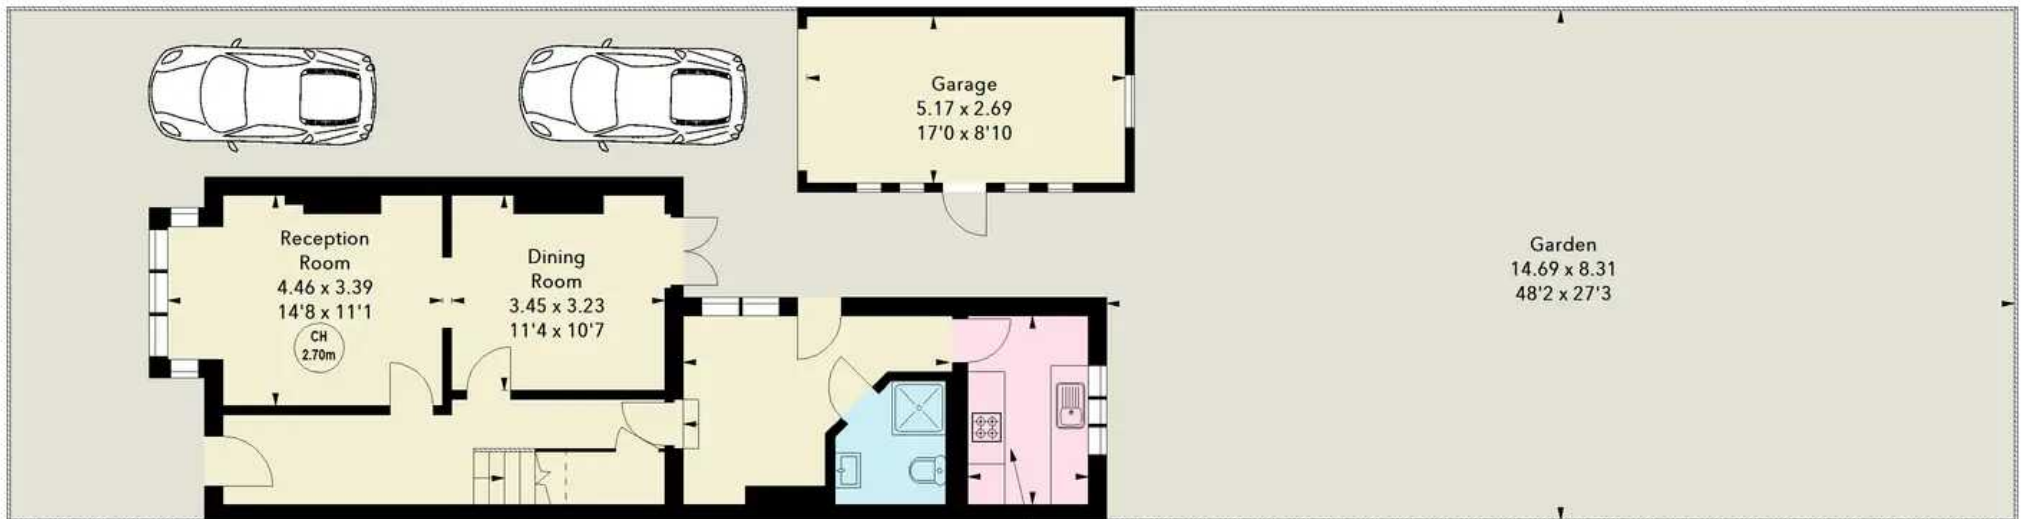 Reception
Room
4.46 x 3.39
14'8 x 11'1
CH
2.70m
Dining
Room
3.45 x 3.23
11'4 x 10'7
Garage
5.17 x 2.69
17'0 x 8'10
Garden
14.69 x 8.31
48'2 x 27'3